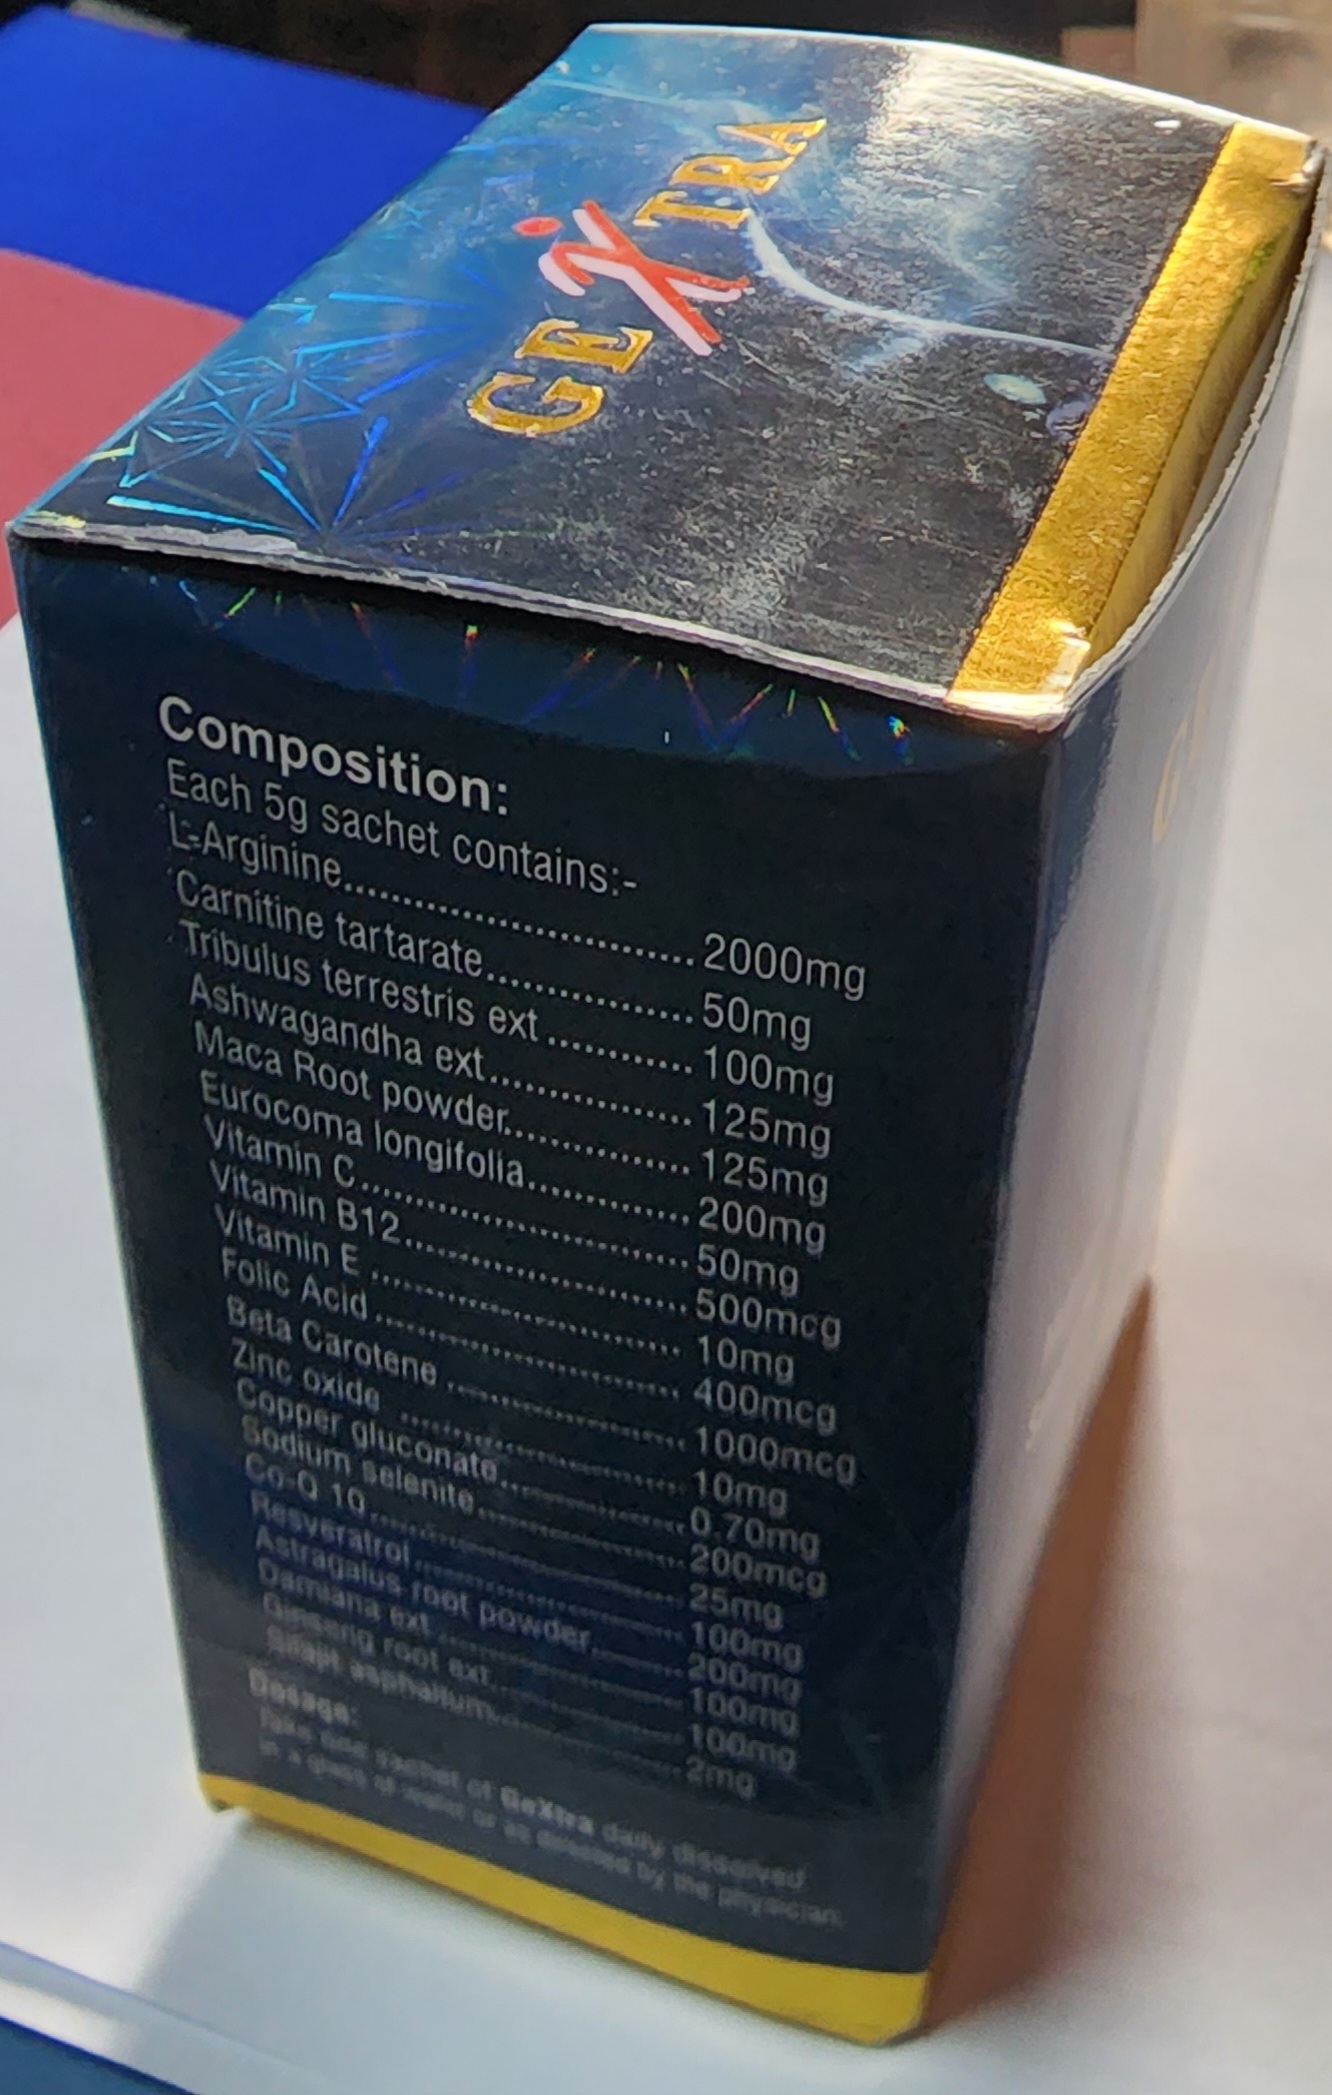 GEXTRA
Composition:
Each 5g sachet contains:-
L-Arginine.......................................2000mg
Carnitine tartarate.......................50mg
Tribulus terrestris ext................100mg
Ashwagandha ext......................125mg
Maca Root powder....................125mg
Eurocoma longifolia..................200mg
Vitamin C....................................50mg
Vitamin B12................................500mcg
Vitamin E ...................................10mg
Folic Acid ...................................400mcg
Beta Carotene ...........................1000mcg
Zinc oxide ................................10mg
Copper gluconate.....................0.70mg
Sodium selenite........................200mcg
Co-Q 10....................................25mg
Resveratrol ..............................100mg
Astragalus root powder............200mg
Damiana ext ............................100mg
Ginseng root ext......................100mg
Shilajit asphaltum.....................2mg
Dosage:
Take one sachet of GeXtra daily dissolved
in a glass of water or as directed by the physician.